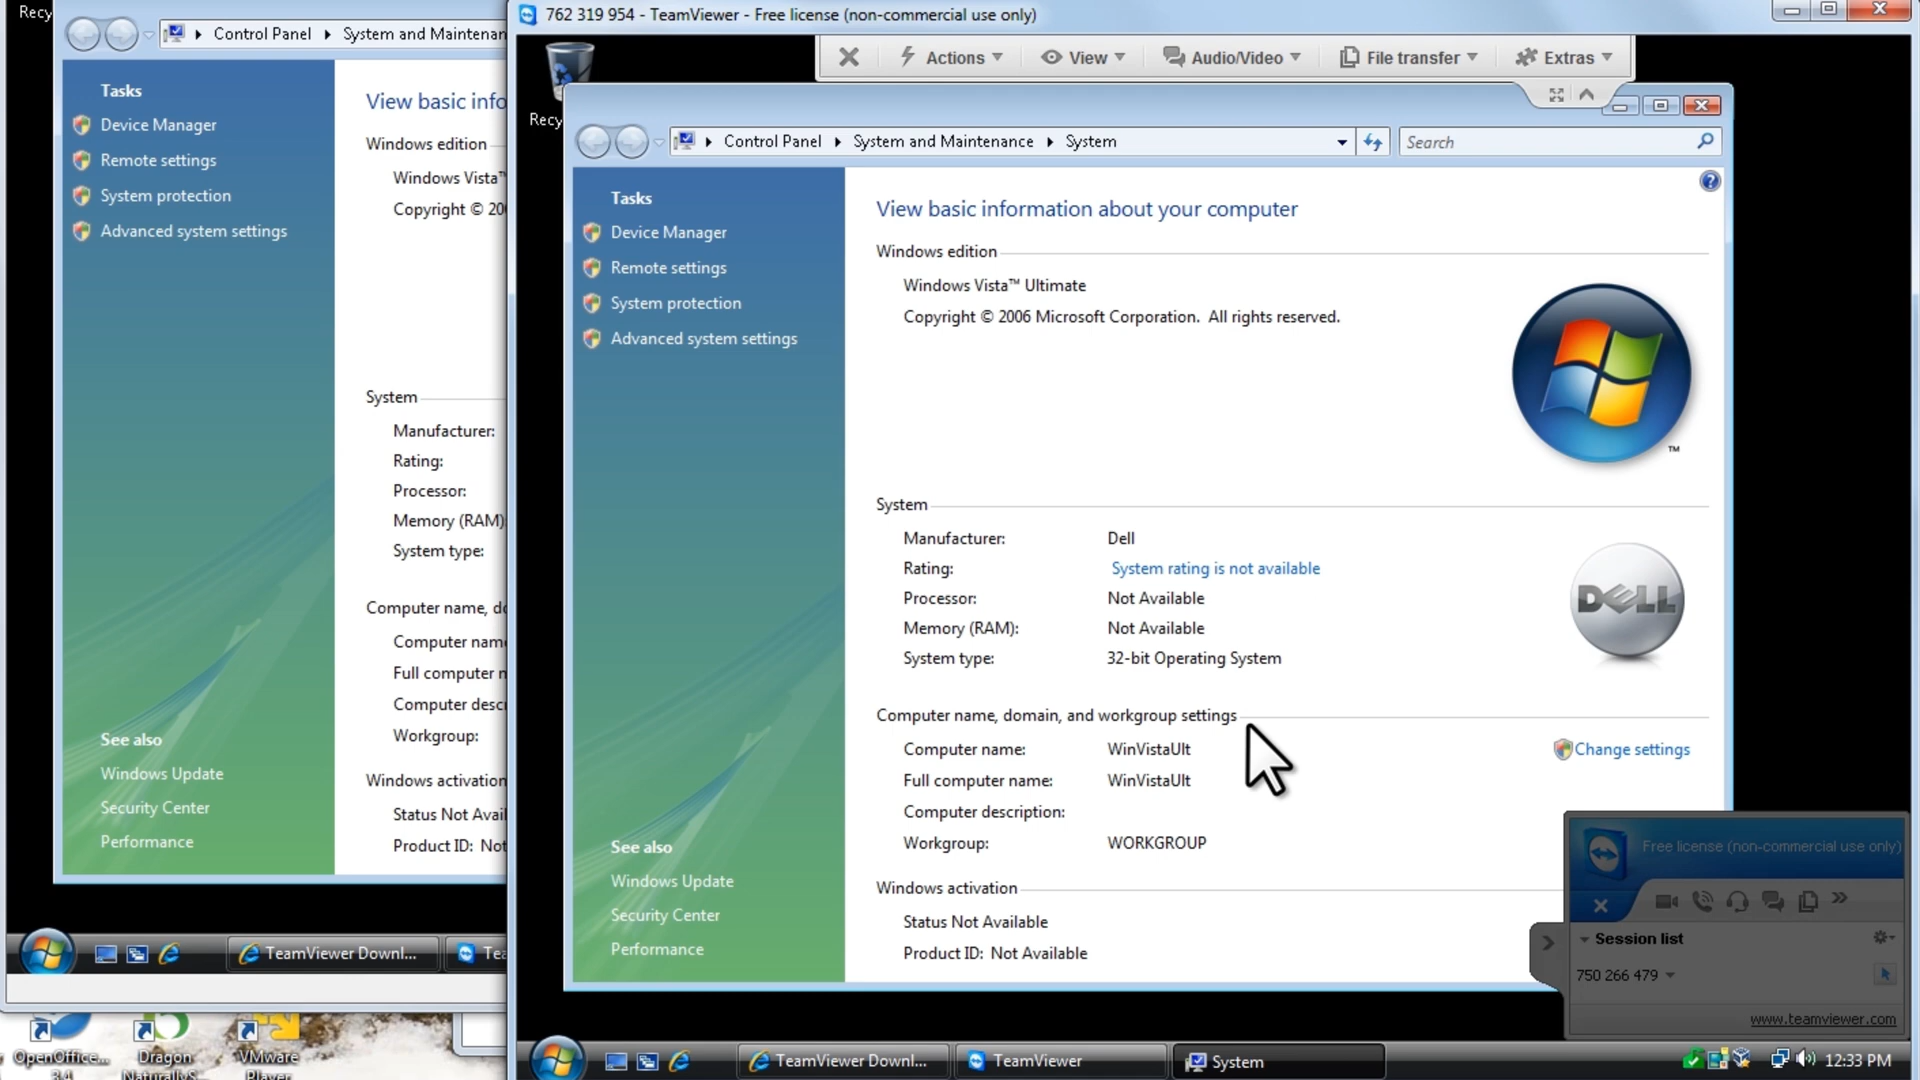 Recy
Control Panel
System and Maintenan
Tasks
Device Manager
Remote settings
System protection
Advanced system settings
See also
Windows Update
Security Center
Performance
View basic info
Windows edition
Windows Vista™
Copyright © 20
System
Manufacturer:
Rating:
Processor:
Memory (RAM)
System type:
Computer name, do
Computer nam
Full computer n
Computer desc
Workgroup:
Windows activation
Status Not Avail
Product ID: Not
TeamViewer Downl...
Te
OpenOffice... 3.4
Dragon NaturallyS...
VMware Player
762 319 954 - TeamViewer - Free license (non-commercial use only)
Actions
View
Audio/Video
File transfer
Extras
Recy
Control Panel
System and Maintenance
System
Search
Tasks
Device Manager
Remote settings
System protection
Advanced system settings
See also
Windows Update
Security Center
Performance
View basic information about your computer
Windows edition
Windows Vista™ Ultimate
Copyright © 2006 Microsoft Corporation. All rights reserved.
TM
System
Manufacturer: Dell
Rating: System rating is not available
Processor: Not Available
Memory (RAM): Not Available
System type: 32-bit Operating System
DELL
Computer name, domain, and workgroup settings
Computer name: WinVistaUlt
Change settings
Full computer name: WinVistaUlt
Computer description:
Workgroup: WORKGROUP
Windows activation
Status Not Available
Product ID: Not Available
Free license (non-commercial use only)
Session list
750 266 479
www.teamviewer.com
TeamViewer Downl...
TeamViewer
System
12:33 PM